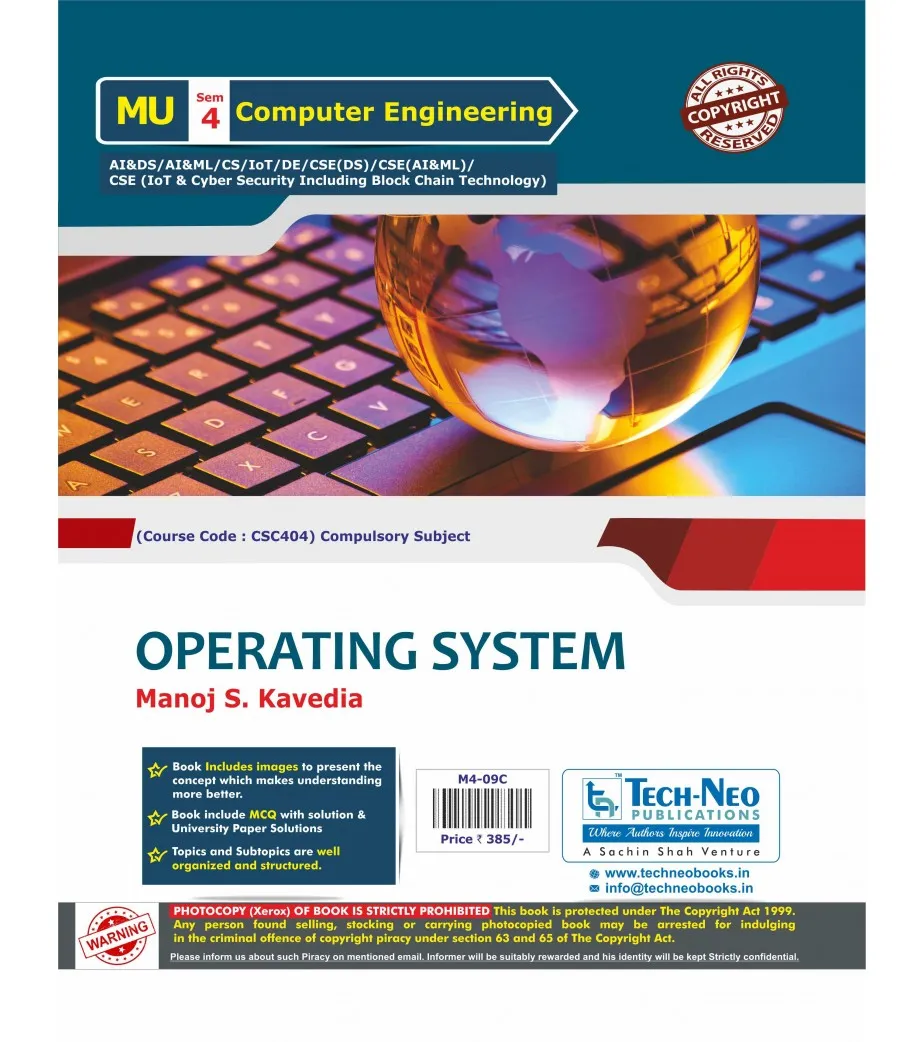 MU
Sem
4
Computer Engineering
ALL RIGHTS
COPYRIGHT
RESERVED
AI&DS/AI&ML/CS/IoT/DE/CSE(DS)/CSE(AI&ML)/
CSE (IoT & Cyber Security Including Block Chain Technology)
W E R T Y
A S D F G
Z X C V
(Course Code : CSC404) Compulsory Subject
OPERATING SYSTEM
Manoj S. Kavedia
Book Includes images to present the
concept which makes understanding
more better.
Book include MCQ with solution &
University Paper Solutions
Topics and Subtopics are well
organized and structured.
M4-09C
Price ₹ 385/-
TM
TECH-NEO
PUBLICATIONS
Where Authors Inspire Innovation
A Sachin Shah Venture
www.techneobooks.in
info@techneobooks.in
WARNING
PHOTOCOPY (Xerox) OF BOOK IS STRICTLY PROHIBITED This book is protected under The Copyright Act 1999.
Any person found selling, stocking or carrying photocopied book may be arrested for indulging
in the criminal offence of copyright piracy under section 63 and 65 of The Copyright Act.
Please inform us about such Piracy on mentioned email. Informer will be suitably rewarded and his identity will be kept Strictly confidential.